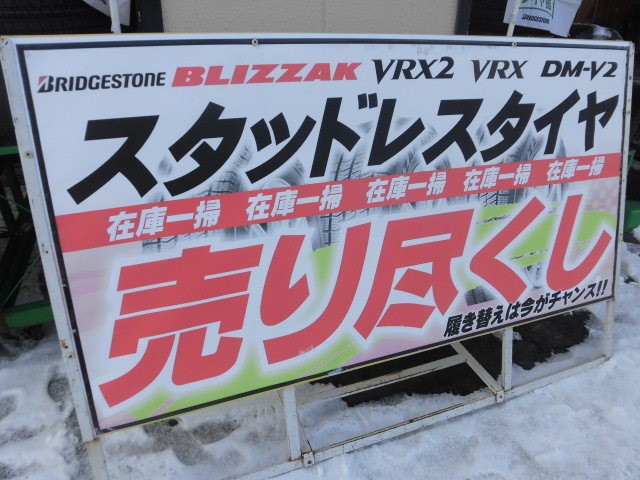 BRIDGESTONE BLIZZAK VRX2 VRX DM-V2
スタッドレスタイヤ
在庫一掃 在庫一掃 在庫一掃 在庫一掃 在庫一掃
売り尽くし
履き替えは今がチャンス!!